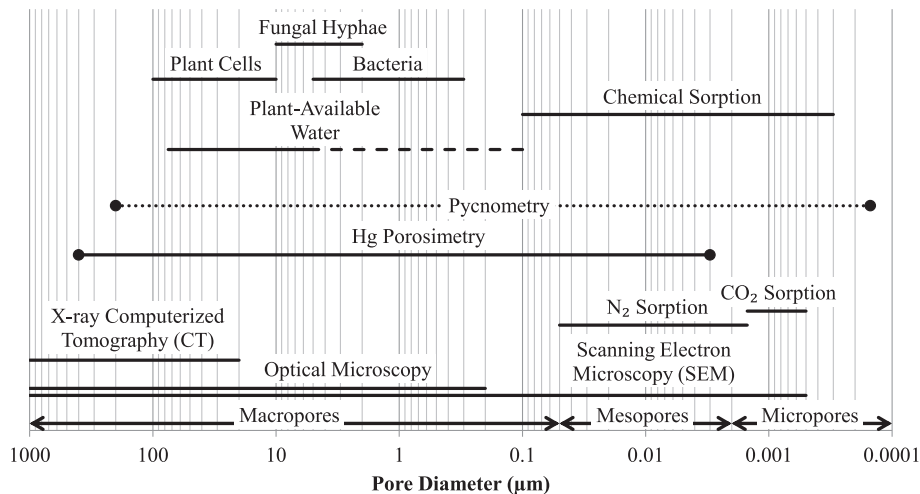 Fungal Hyphae
Plant Cells
Bacteria
Plant-Available
Water
Chemical Sorption
Pycnometry
Hg Porosimetry
CO₂ Sorption
N₂ Sorption
X-ray Computerized
Tomography (CT)
Scanning Electron
Microscopy (SEM)
Optical Microscopy
Macropores Mesopores Micropores
1000 100 10 1 0.1 0.01 0.001 0.0001
Pore Diameter (µm)